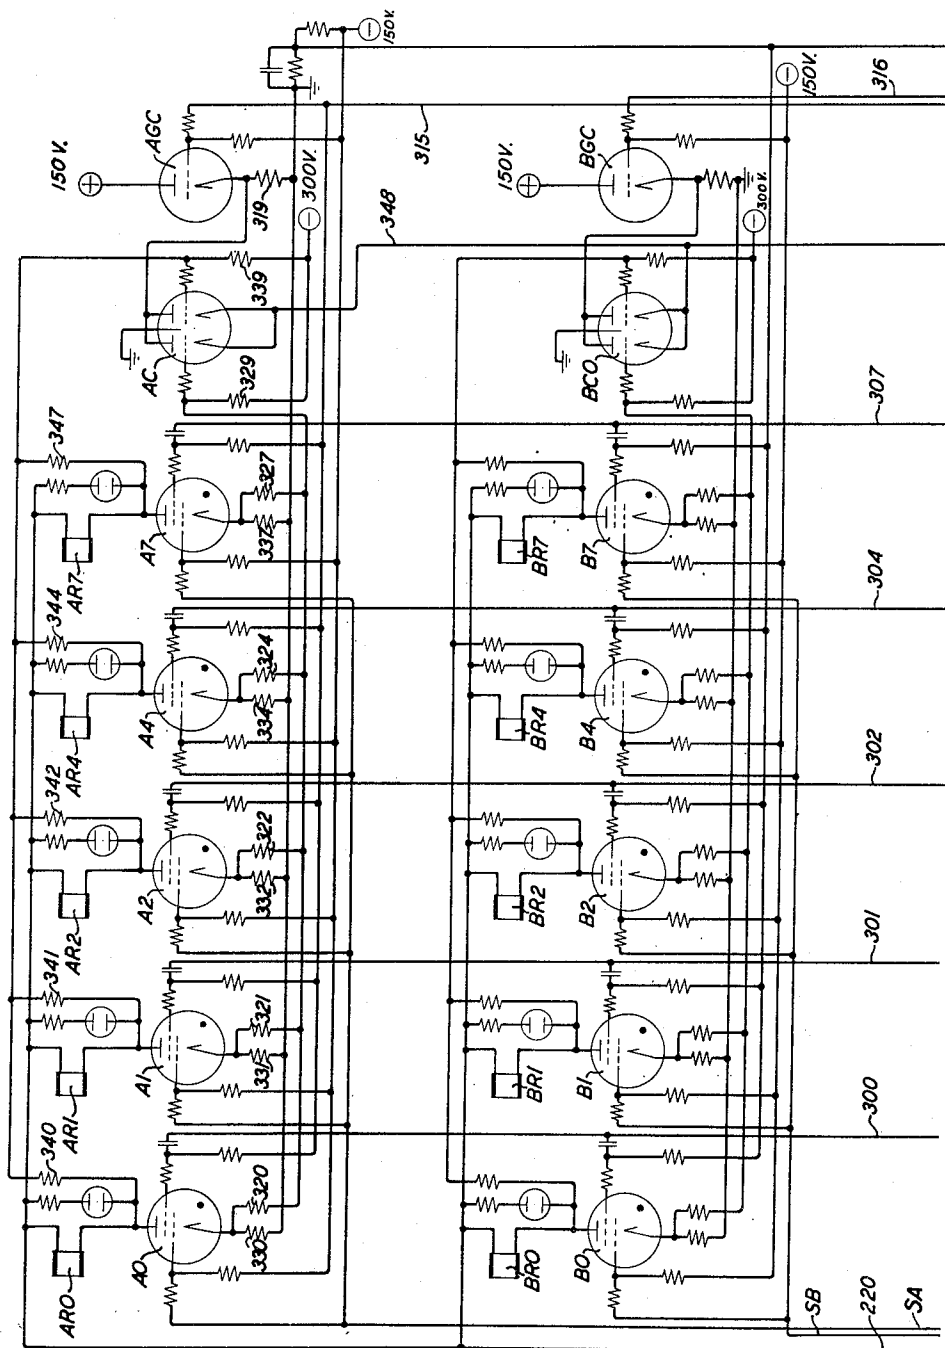 150V.
150V.
AGC
319
300V.
315
316
150V.
150V.
BGC
300V.
348
339
AC
329
BCO
347
AR7
A7
327
337
307
BR7
B7
344
AR4
A4
324
334
304
BR4
B4
342
AR2
A2
322
332
302
BR2
B2
341
AR1
A1
321
331
301
BR1
B1
340
AR0
A0
320
330
300
BR0
B0
SB
SA
220